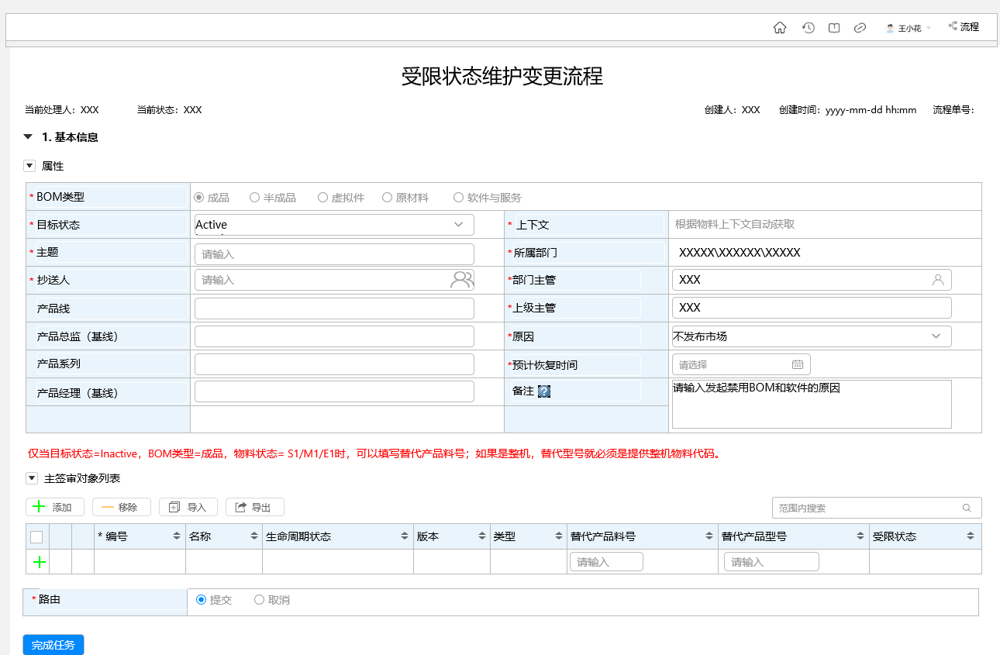 王小花 流程
受限状态维护变更流程
当前处理人：XXX 当前状态：XXX 创建人：XXX 创建时间：yyyy-mm-dd hh:mm 流程单号：
1. 基本信息
属性
* BOM类型 成品 半成品 虚拟件 原材料 软件与服务
* 目标状态 Active * 上下文 根据物料上下文自动获取
* 主题 请输入 * 所属部门 XXXXX\XXXXXX\XXXXX
* 抄送人 请输入 *部门主管 XXX
产品线 *上级主管 XXX
产品总监（基线） *原因 不发布市场
产品系列 *预计恢复时间 请选择
产品经理（基线） 备注 ? 请输入发起禁用BOM和软件的原因
仅当目标状态=Inactive，BOM类型=成品，物料状态= S1/M1/E1时，可以填写替代产品料号；如果是整机，替代型号就必须是提供整机物料代码。
主签审对象列表
添加 移除 导入 导出 范围内搜索
* 编号 名称 生命周期状态 版本 类型 替代产品料号 替代产品型号 受限状态
请输入 请输入
* 路由 提交 取消
完成任务